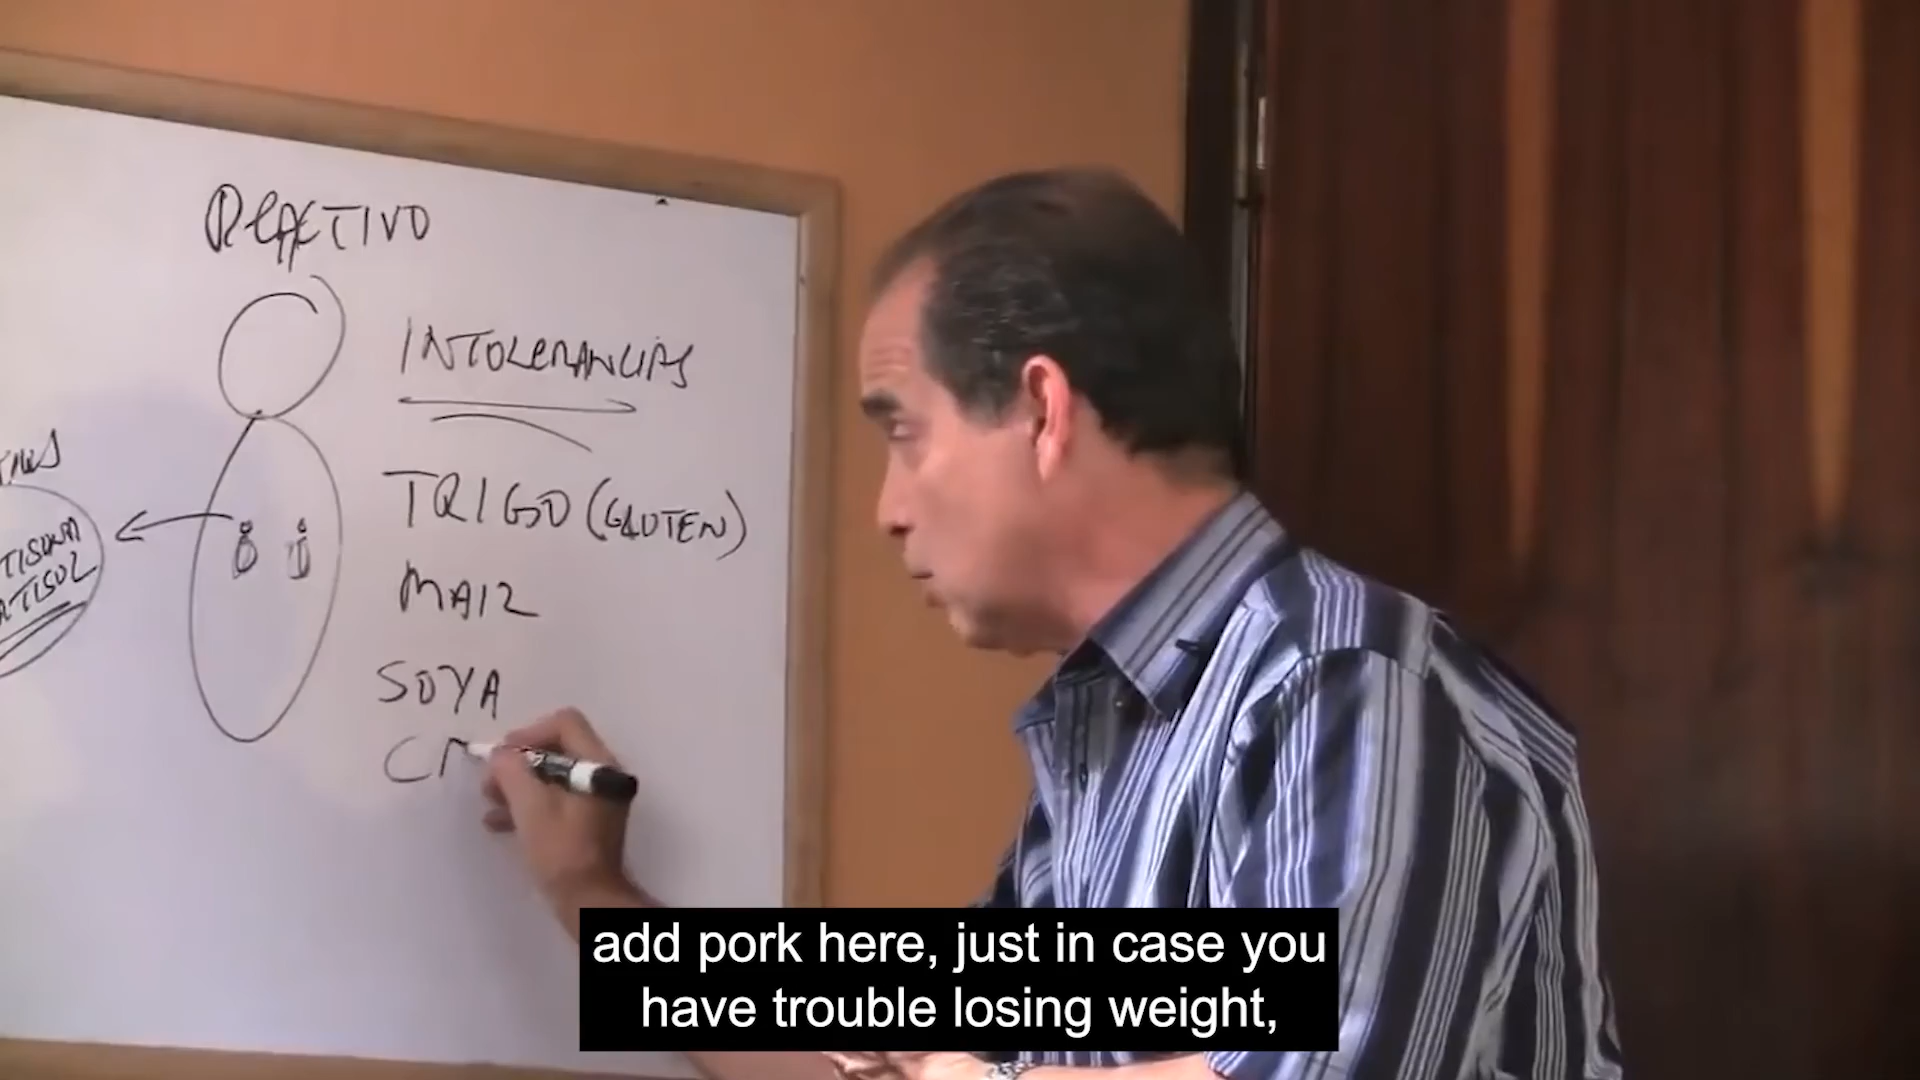 REACTIVO
INTOLERANCIAS
TRIGO (GLUTEN)
MAIZ
SOYA
add pork here, just in case you
have trouble losing weight,